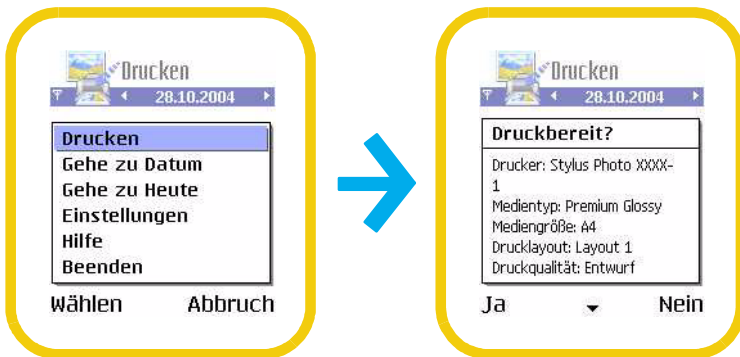 Drucken
28.10.2004
Drucken
Gehe zu Datum
Gehe zu Heute
Einstellungen
Hilfe
Beenden
Wählen Abbruch
Drucken
28.10.2004
Druckbereit?
Drucker: Stylus Photo XXXX-
1
Medientyp: Premium Glossy
Mediengröße: A4
Drucklayout: Layout 1
Druckqualität: Entwurf
Ja Nein